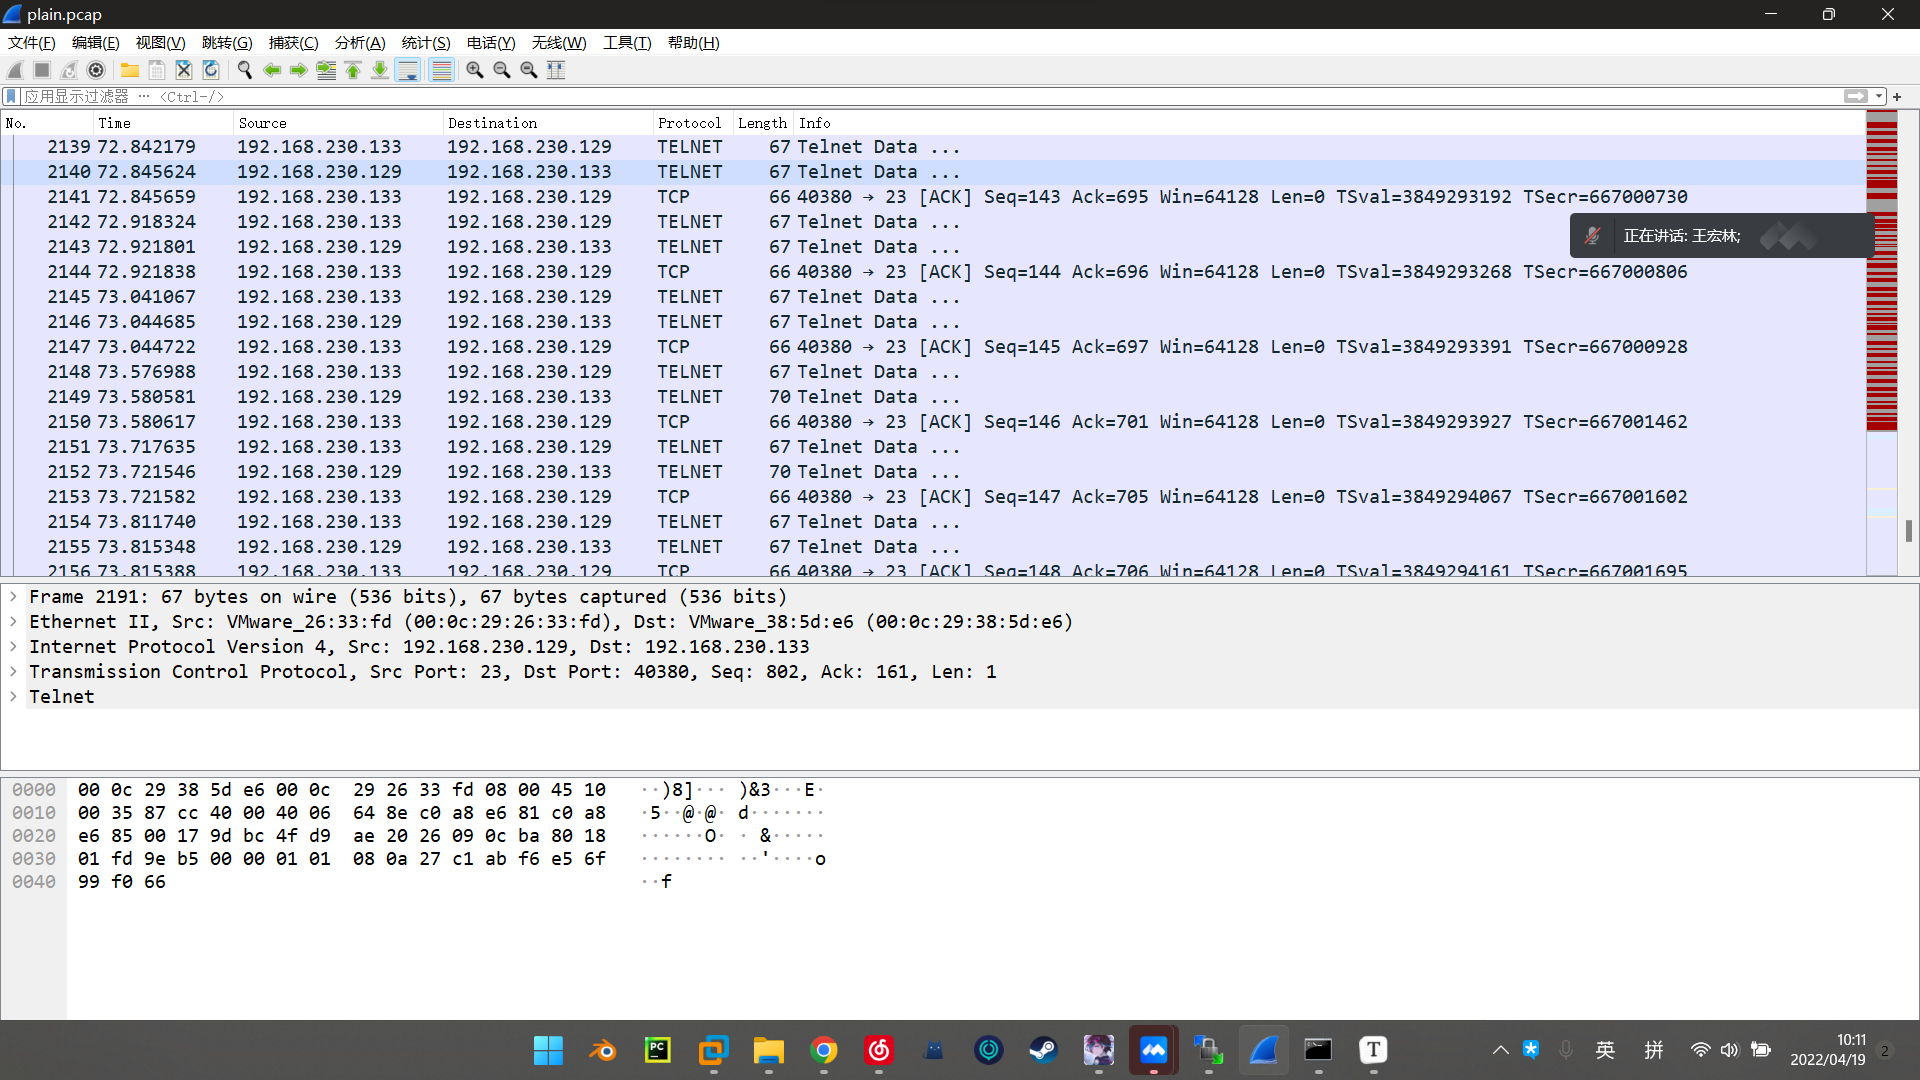 plain.pcap
文件(F) 编辑(E) 视图(V) 跳转(G) 捕获(C) 分析(A) 统计(S) 电话(Y) 无线(W) 工具(T) 帮助(H)
应用显示过滤器 … <Ctrl-/>
No. Time Source Destination Protocol Length Info
2139 72.842179 192.168.230.133 192.168.230.129 TELNET 67 Telnet Data ...
2140 72.845624 192.168.230.129 192.168.230.133 TELNET 67 Telnet Data ...
2141 72.845659 192.168.230.133 192.168.230.129 TCP 66 40380 → 23 [ACK] Seq=143 Ack=695 Win=64128 Len=0 TSval=3849293192 TSecr=667000730
2142 72.918324 192.168.230.133 192.168.230.129 TELNET 67 Telnet Data ...
正在讲话: 王宏林;
2143 72.921801 192.168.230.129 192.168.230.133 TELNET 67 Telnet Data ...
2144 72.921838 192.168.230.133 192.168.230.129 TCP 66 40380 → 23 [ACK] Seq=144 Ack=696 Win=64128 Len=0 TSval=3849293268 TSecr=667000806
2145 73.041067 192.168.230.133 192.168.230.129 TELNET 67 Telnet Data ...
2146 73.044685 192.168.230.129 192.168.230.133 TELNET 67 Telnet Data ...
2147 73.044722 192.168.230.133 192.168.230.129 TCP 66 40380 → 23 [ACK] Seq=145 Ack=697 Win=64128 Len=0 TSval=3849293391 TSecr=667000928
2148 73.576988 192.168.230.133 192.168.230.129 TELNET 67 Telnet Data ...
2149 73.580581 192.168.230.129 192.168.230.133 TELNET 70 Telnet Data ...
2150 73.580617 192.168.230.133 192.168.230.129 TCP 66 40380 → 23 [ACK] Seq=146 Ack=701 Win=64128 Len=0 TSval=3849293927 TSecr=667001462
2151 73.717635 192.168.230.133 192.168.230.129 TELNET 67 Telnet Data ...
2152 73.721546 192.168.230.129 192.168.230.133 TELNET 70 Telnet Data ...
2153 73.721582 192.168.230.133 192.168.230.129 TCP 66 40380 → 23 [ACK] Seq=147 Ack=705 Win=64128 Len=0 TSval=3849294067 TSecr=667001602
2154 73.811740 192.168.230.133 192.168.230.129 TELNET 67 Telnet Data ...
2155 73.815348 192.168.230.129 192.168.230.133 TELNET 67 Telnet Data ...
2156 73.815388 192.168.230.133 192.168.230.129 TCP 66 40380 → 23 [ACK] Seq=148 Ack=706 Win=64128 Len=0 TSval=3849294161 TSecr=667001695
Frame 2191: 67 bytes on wire (536 bits), 67 bytes captured (536 bits)
Ethernet II, Src: VMware_26:33:fd (00:0c:29:26:33:fd), Dst: VMware_38:5d:e6 (00:0c:29:38:5d:e6)
Internet Protocol Version 4, Src: 192.168.230.129, Dst: 192.168.230.133
Transmission Control Protocol, Src Port: 23, Dst Port: 40380, Seq: 802, Ack: 161, Len: 1
Telnet
0000 00 0c 29 38 5d e6 00 0c 29 26 33 fd 08 00 45 10 ··)8]··· )&3···E·
0010 00 35 87 cc 40 00 40 06 64 8e c0 a8 e6 81 c0 a8 ·5··@·@· d·······
0020 e6 85 00 17 9d bc 4f d9 ae 20 26 09 0c ba 80 18 ······O· · &·····
0030 01 fd 9e b5 00 00 01 01 08 0a 27 c1 ab f6 e5 6f ········ ··'····o
0040 99 f0 66 ··f
PC
T
英
拼
10:11
2022/04/19
2